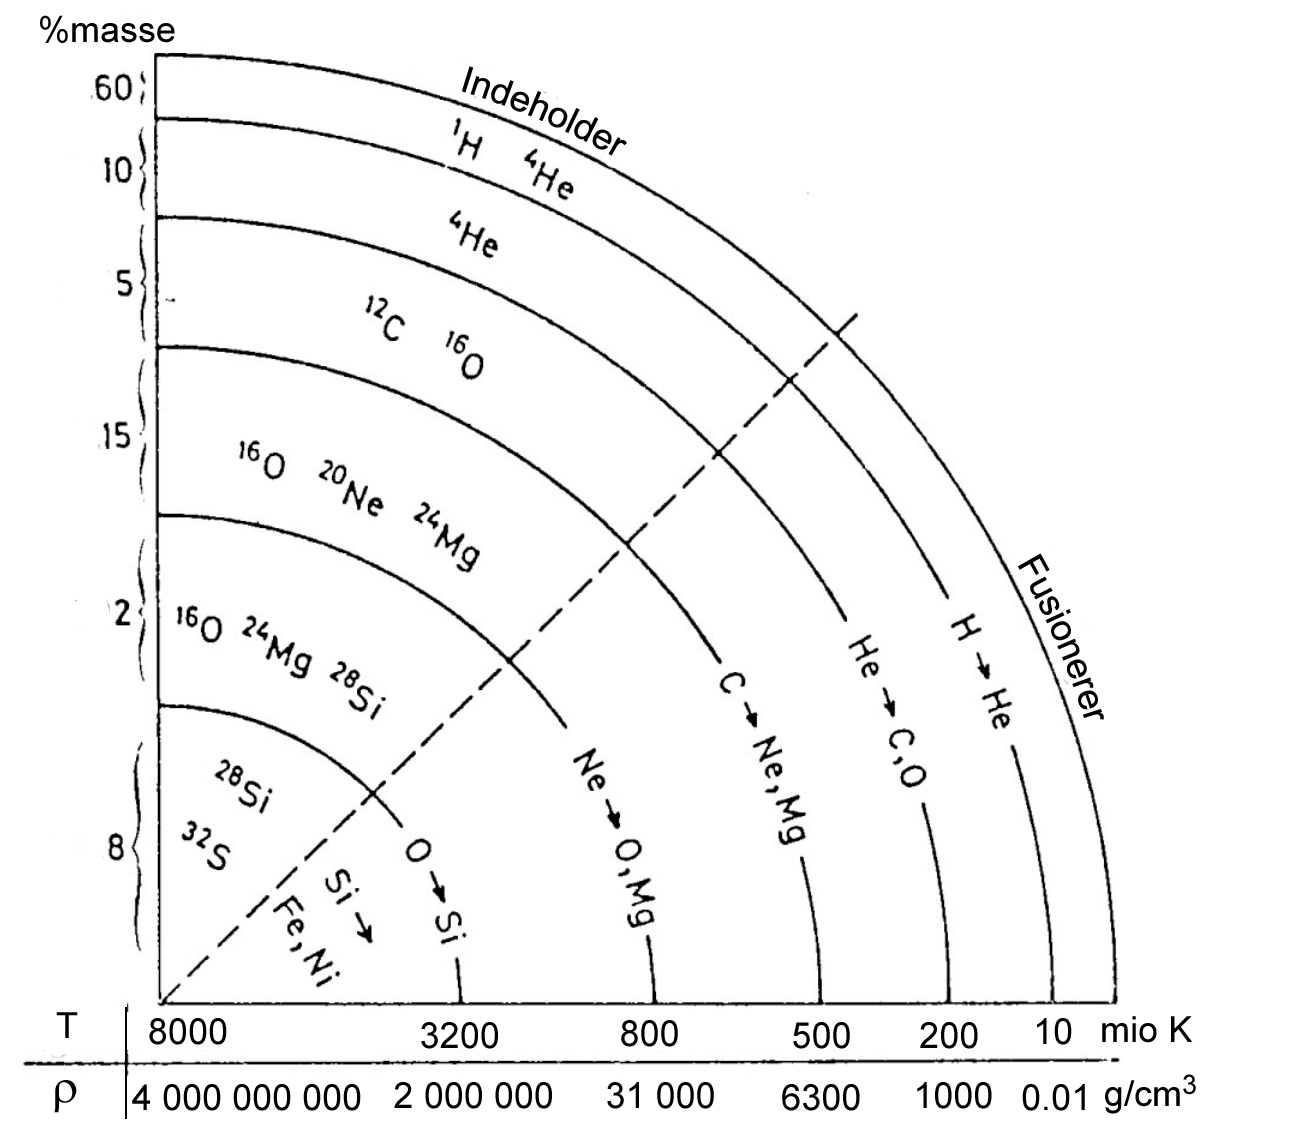 %masse
60
10
5
15
2
8
Indeholder
¹H ⁴He
⁴He
¹²C ¹⁶O
¹⁶O ²⁰Ne ²⁴Mg
¹⁶O ²⁴Mg ²⁸Si
²⁸Si
³²S
Fusionerer
H → He
He → C,O
C → Ne,Mg
Ne → O,Mg
O → Si
Si →
Fe,Ni
T 8000 3200 800 500 200 10 mio K
ρ 4 000 000 000 2 000 000 31 000 6300 1000 0.01 g/cm³